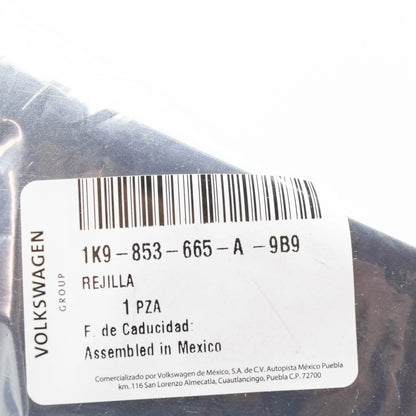 VOLKSWAGEN
GROUP
1K9-853-665-A -9B9
REJILLA
1 PZA
F. de Caducidad:
Assembled in Mexico
Comercializado por Volkswagen de México, S.A. de C.V. Autopista México Puebla
km. 116 San Lorenzo Almecatla, Cuautlancingo, Puebla C.P. 72700